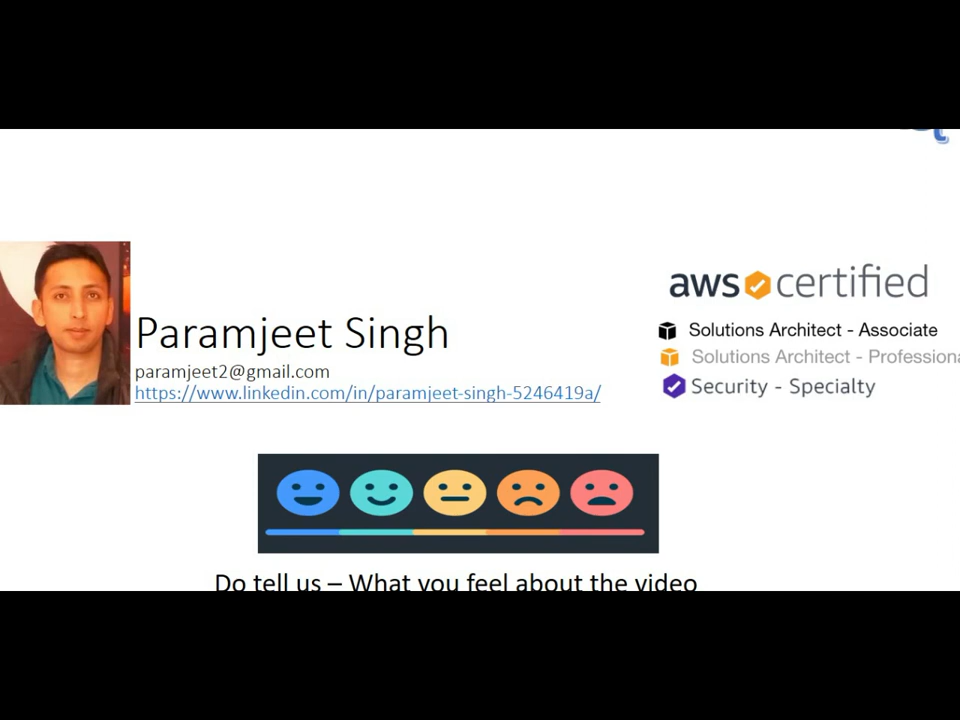 Paramjeet Singh
paramjeet2@gmail.com
https://www.linkedin.com/in/paramjeet-singh-5246419a/
aws certified
Solutions Architect - Associate
Solutions Architect - Professiona
Security - Specialty
Do tell us – What you feel about the video